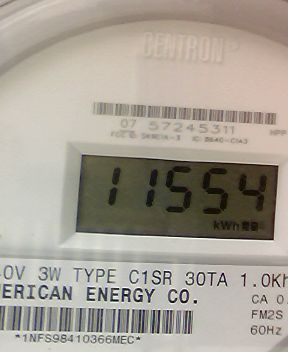 CENTRON®
07 57245311
11554
kWh
0V 3W TYPE C1SR 30TA 1.0Kh
ERICAN ENERGY CO.
CA 0.
FM2S
60Hz
*1NFS98410366MEC*